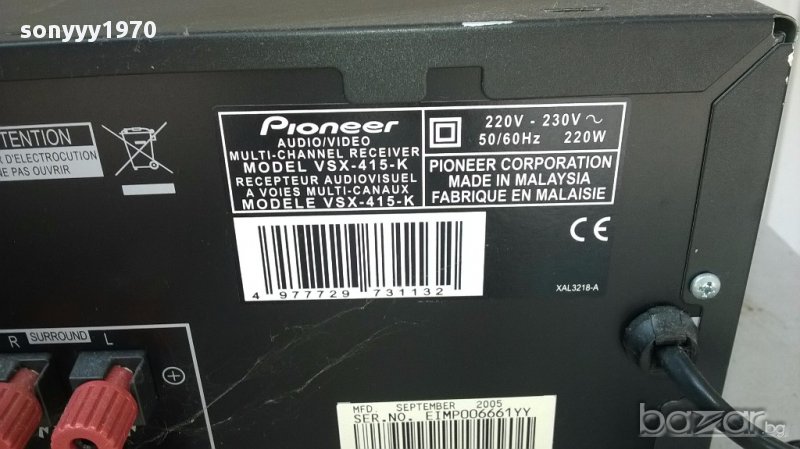 sonyyy1970
TTENTION
R D'ELECTROCUTION
NE PAS OUVRIR
Pioneer
AUDIO/VIDEO
MULTI-CHANNEL RECEIVER
MODEL VSX-415-K
RECEPTEUR AUDIOVISUEL
A VOIES MULTI-CANAUX
MODELE VSX-415-K
220V - 230V ~
50/60Hz 220W
PIONEER CORPORATION
MADE IN MALAYSIA
FABRIQUE EN MALAISIE
CE
4 977729 731132
XAL3218-A
R SURROUND L
MFD. SEPTEMBER 2005
SER.NO. EIMP006661YY
bazar.bg